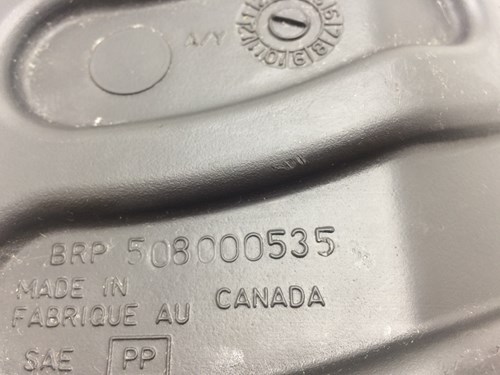 A/Y
BRP 508000535
MADE IN
FABRIQUE AU CANADA
SAE PP